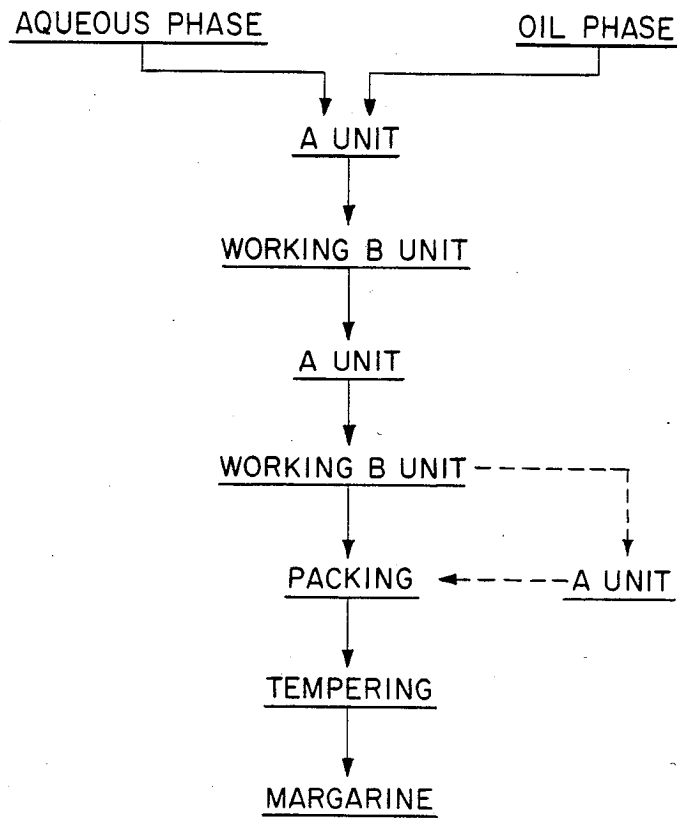 AQUEOUS PHASE
OIL PHASE
A UNIT
WORKING B UNIT
A UNIT
WORKING B UNIT
PACKING
A UNIT
TEMPERING
MARGARINE